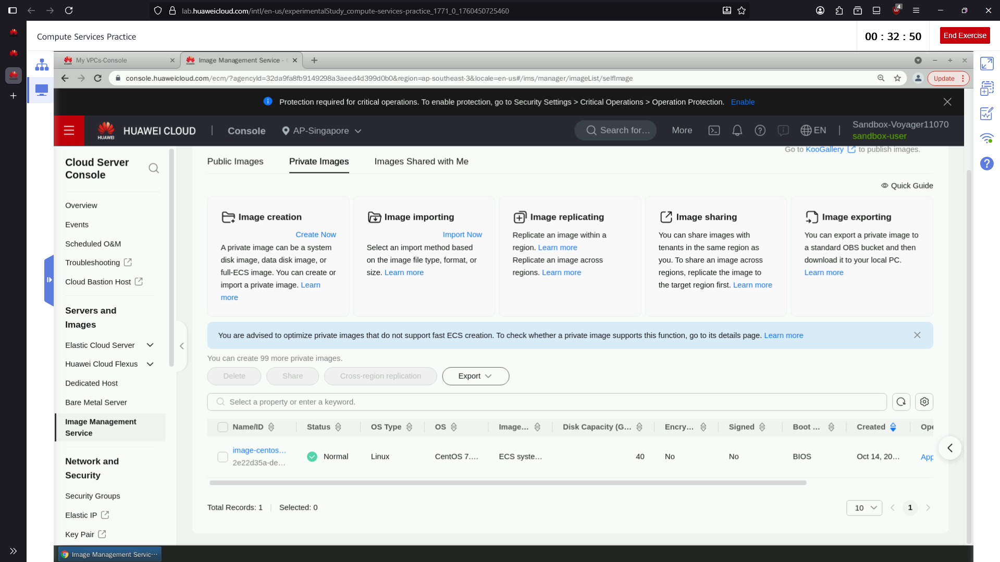 lab.huaweicloud.com/intl/en-us/experimentalStudy_compute-services-practice_1771_0_1760450725460
4
Compute Services Practice
00 : 32 : 50
End Exercise
My VPCs-Console
Image Management Service -
console.huaweicloud.com/ecm/?agencyId=32da9fa8fb9149298a3aeed4d399d0b0&region=ap-southeast-3&locale=en-us#/ims/manager/imageList/selfImage
Update
Protection required for critical operations. To enable protection, go to Security Settings > Critical Operations > Operation Protection. Enable
HUAWEI
HUAWEI CLOUD
Console
AP-Singapore
Search for...
More
EN
Sandbox-Voyager11070
sandbox-user
Cloud Server
Console
Overview
Events
Scheduled O&M
Troubleshooting
Cloud Bastion Host
Servers and
Images
Elastic Cloud Server
Huawei Cloud Flexus
Dedicated Host
Bare Metal Server
Image Management
Service
Network and
Security
Security Groups
Elastic IP
Key Pair
Go to KooGallery to publish images.
Public Images
Private Images
Images Shared with Me
Quick Guide
Image creation
Create Now
A private image can be a system
disk image, data disk image, or
full-ECS image. You can create or
import a private image. Learn
more
Image importing
Import Now
Select an import method based
on the image file type, format, or
size. Learn more
Image replicating
Replicate an image within a
region. Learn more
Replicate an image across
regions. Learn more
Image sharing
You can share images with
tenants in the same region as
you. To share an image across
regions, replicate the image to
the target region first. Learn more
Image exporting
You can export a private image to
a standard OBS bucket and then
download it to your local PC.
Learn more
You are advised to optimize private images that do not support fast ECS creation. To check whether a private image supports this function, go to its details page. Learn more
You can create 99 more private images.
Delete
Share
Cross-region replication
Export
Select a property or enter a keyword.
Name/ID
Status
OS Type
OS
Image...
Disk Capacity (G...
Encry...
Signed
Boot ...
Created
Ope
image-centos...
2e22d35a-de...
Normal
Linux
CentOS 7....
ECS syste...
40
No
No
BIOS
Oct 14, 20...
App
Total Records: 1
Selected: 0
10
1
Image Management Servic...